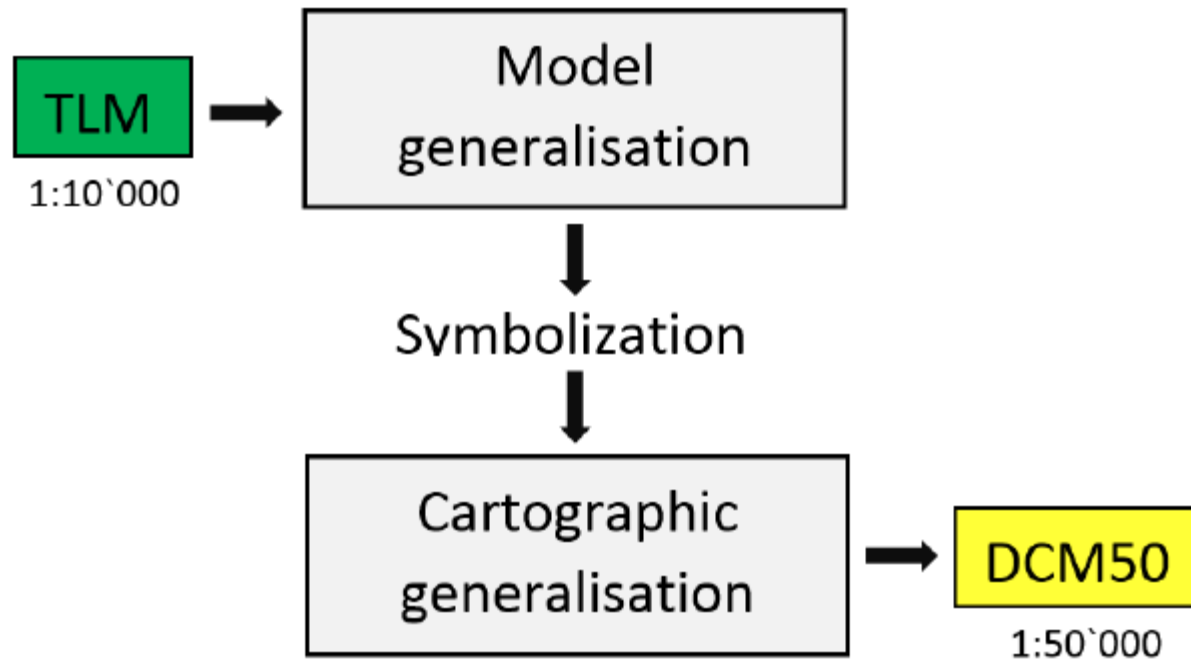 TLM
1:10`000
Model
generalisation
Symbolization
Cartographic
generalisation
DCM50
1:50`000